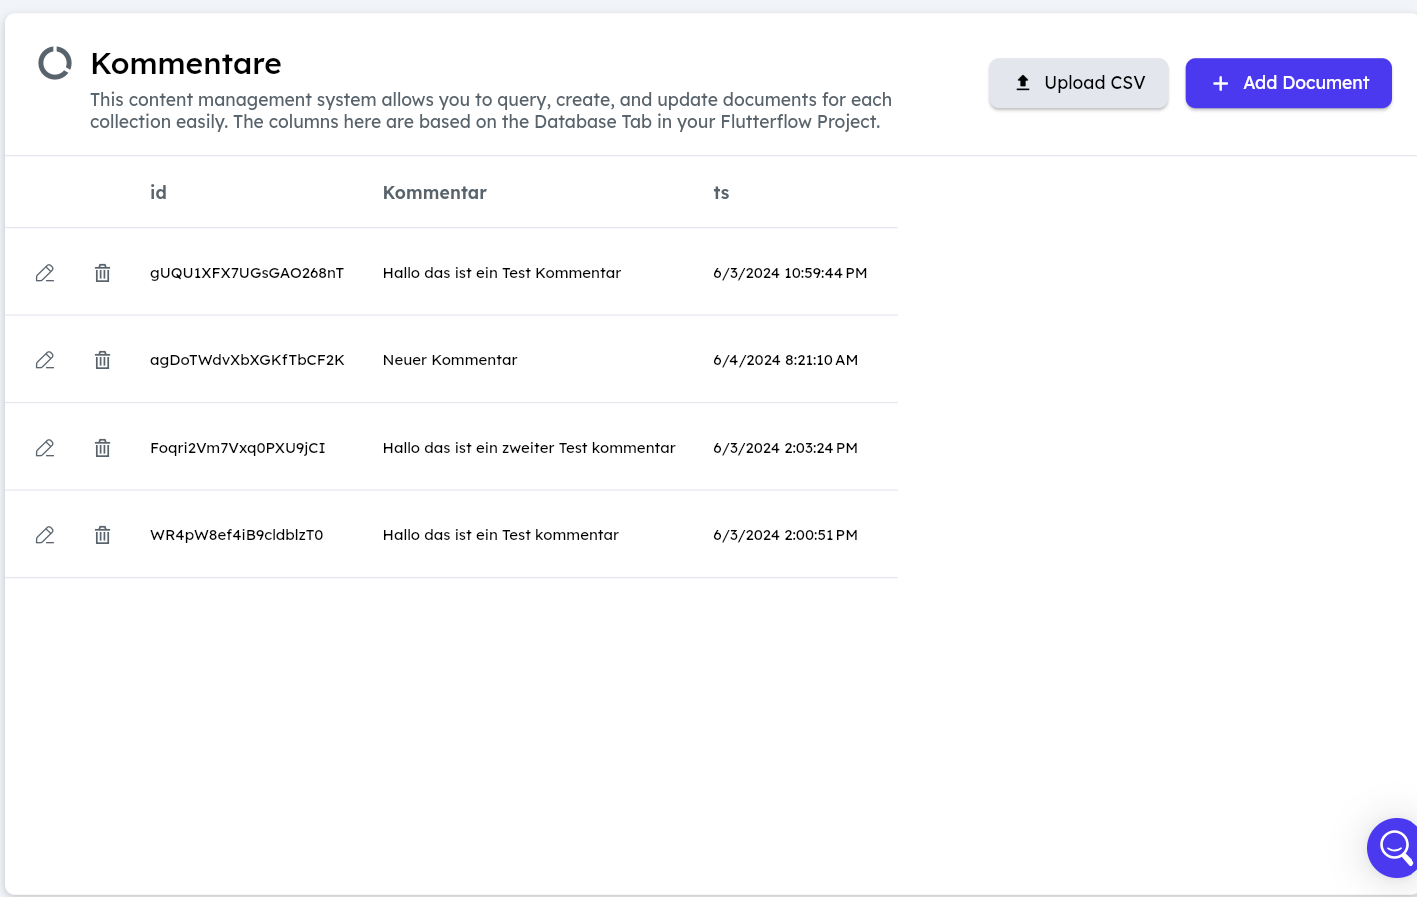 Kommentare
This content management system allows you to query, create, and update documents for each
collection easily. The columns here are based on the Database Tab in your Flutterflow Project.
Upload CSV
Add Document
id Kommentar ts
gUQU1XFX7UGsGAO268nT Hallo das ist ein Test Kommentar 6/3/2024 10:59:44 PM
agDoTWdvXbXGKfTbCF2K Neuer Kommentar 6/4/2024 8:21:10 AM
Foqri2Vm7Vxq0PXU9jCI Hallo das ist ein zweiter Test kommentar 6/3/2024 2:03:24 PM
WR4pW8ef4iB9cldblzT0 Hallo das ist ein Test kommentar 6/3/2024 2:00:51 PM